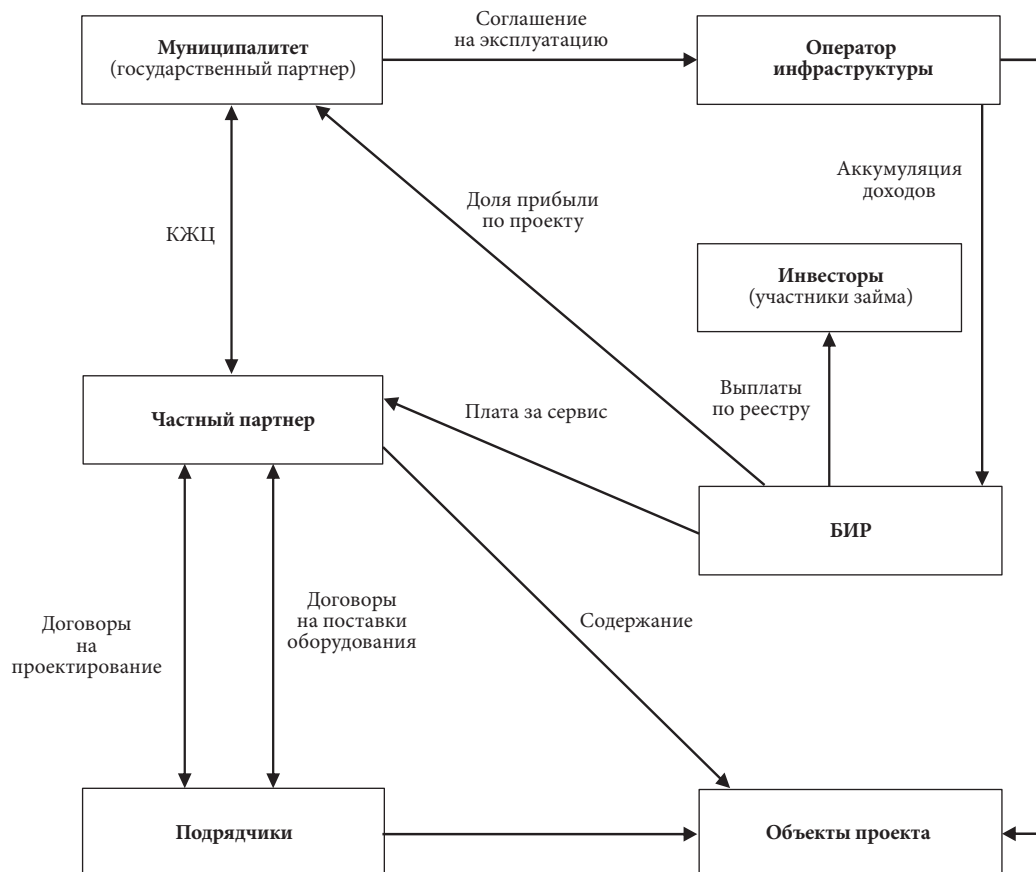 Соглашение
на эксплуатацию
Муниципалитет
(государственный партнер)
Оператор
инфраструктуры
Аккумуляция
доходов
Доля прибыли
по проекту
КЖЦ
Инвесторы
(участники займа)
Выплаты
по реестру
Частный партнер
Плата за сервис
БИР
Договоры
на
проектирование
Договоры
на поставки
оборудования
Содержание
Подрядчики
Объекты проекта